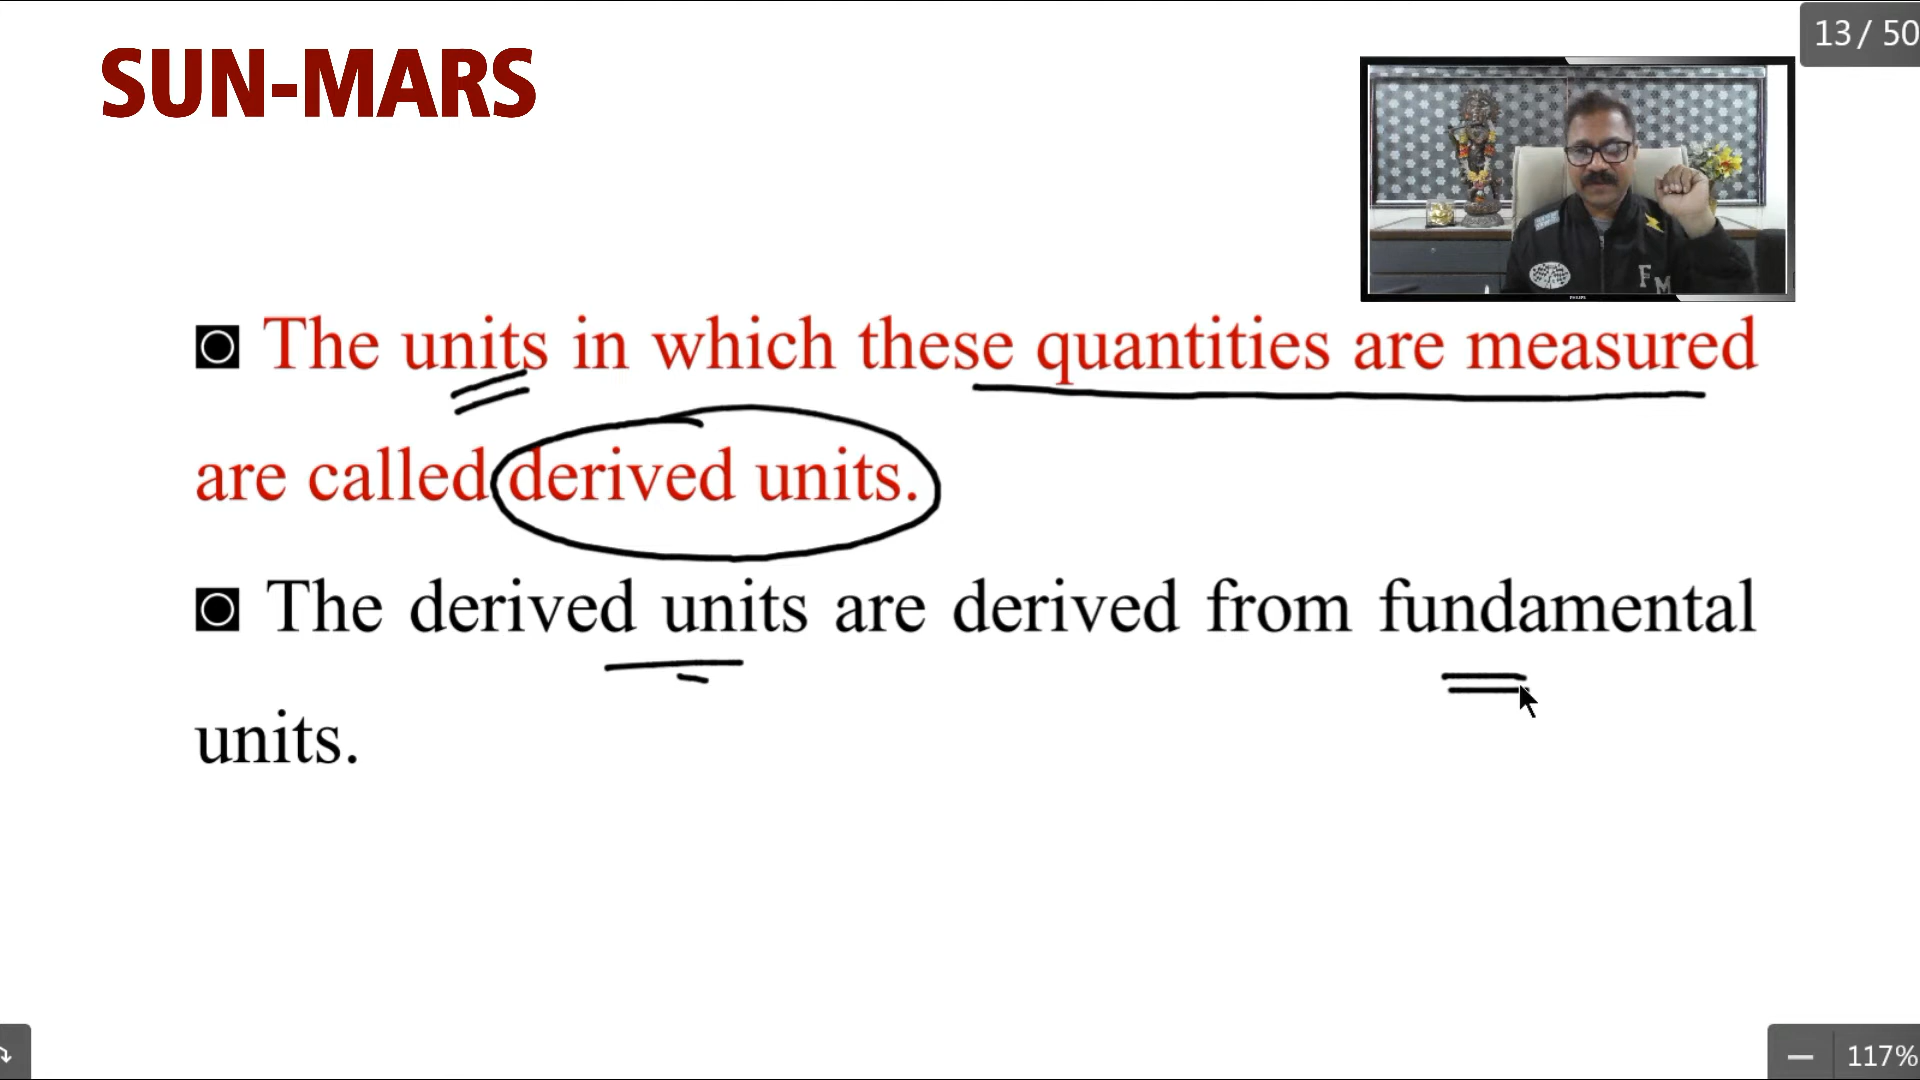 SUN-MARS
13 / 50
F M
PHILIPS
The units in which these quantities are measured
are called derived units.
The derived units are derived from fundamental
units.
117%